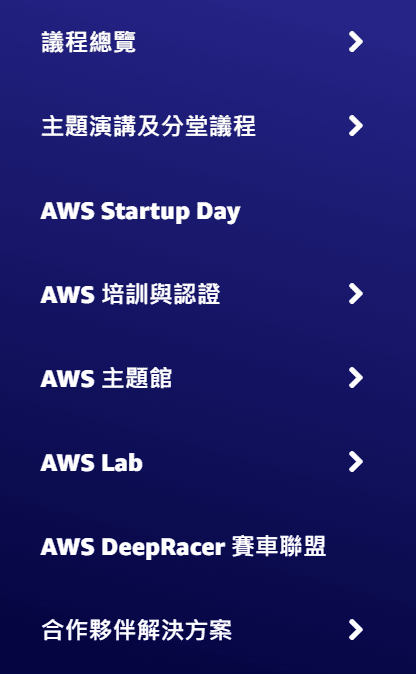 議程總覽
主題演講及分堂議程
AWS Startup Day
AWS 培訓與認證
AWS 主題館
AWS Lab
AWS DeepRacer 賽車聯盟
合作夥伴解決方案